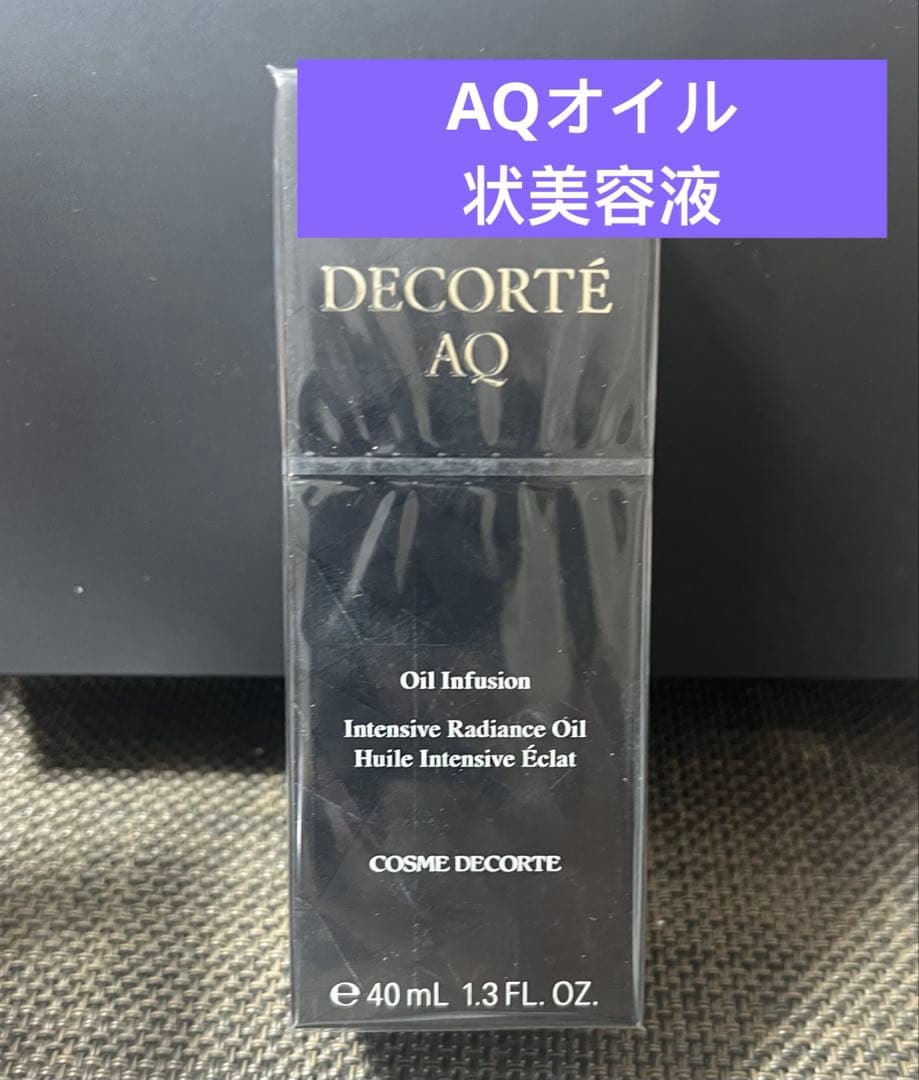 AQオイル
状美容液
DECORTÉ
AQ
Oil Infusion
Intensive Radiance Oil
Huile Intensive Éclat
COSME DECORTE
℮ 40 mL 1.3 FL. OZ.